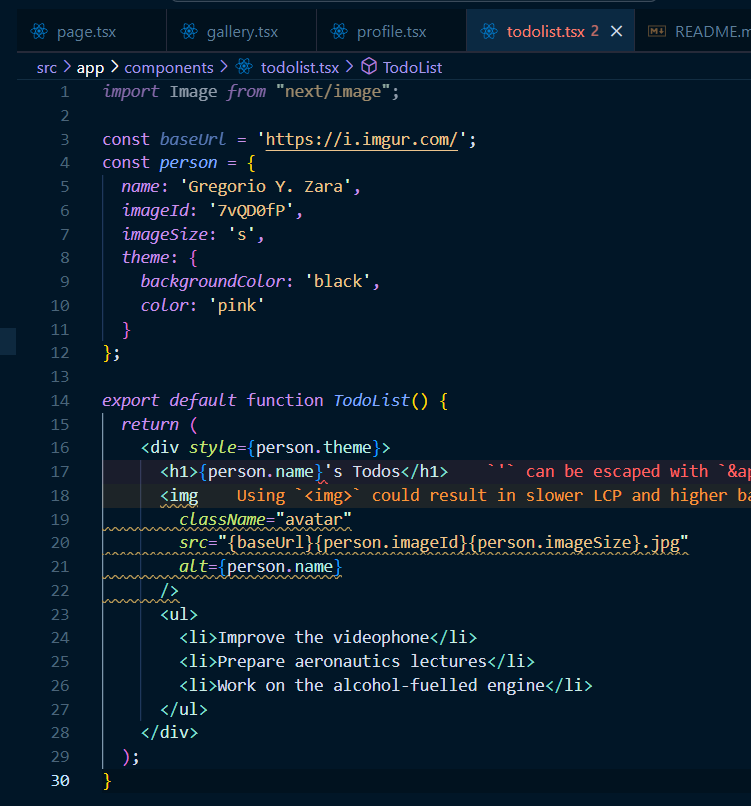 page.tsx gallery.tsx profile.tsx todolist.tsx 2 README.m
src > app > components > todolist.tsx > TodoList
1 import Image from "next/image";
2
3 const baseUrl = 'https://i.imgur.com/';
4 const person = {
5 name: 'Gregorio Y. Zara',
6 imageId: '7vQD0fP',
7 imageSize: 's',
8 theme: {
9 backgroundColor: 'black',
10 color: 'pink'
11 }
12 };
13
14 export default function TodoList() {
15 return (
16 <div style={person.theme}>
17 <h1>{person.name}'s Todos</h1> `'` can be escaped with `&ap
18 <img Using `<img>` could result in slower LCP and higher ba
19 className="avatar"
20 src="{baseUrl}{person.imageId}{person.imageSize}.jpg"
21 alt={person.name}
22 />
23 <ul>
24 <li>Improve the videophone</li>
25 <li>Prepare aeronautics lectures</li>
26 <li>Work on the alcohol-fuelled engine</li>
27 </ul>
28 </div>
29 );
30 }